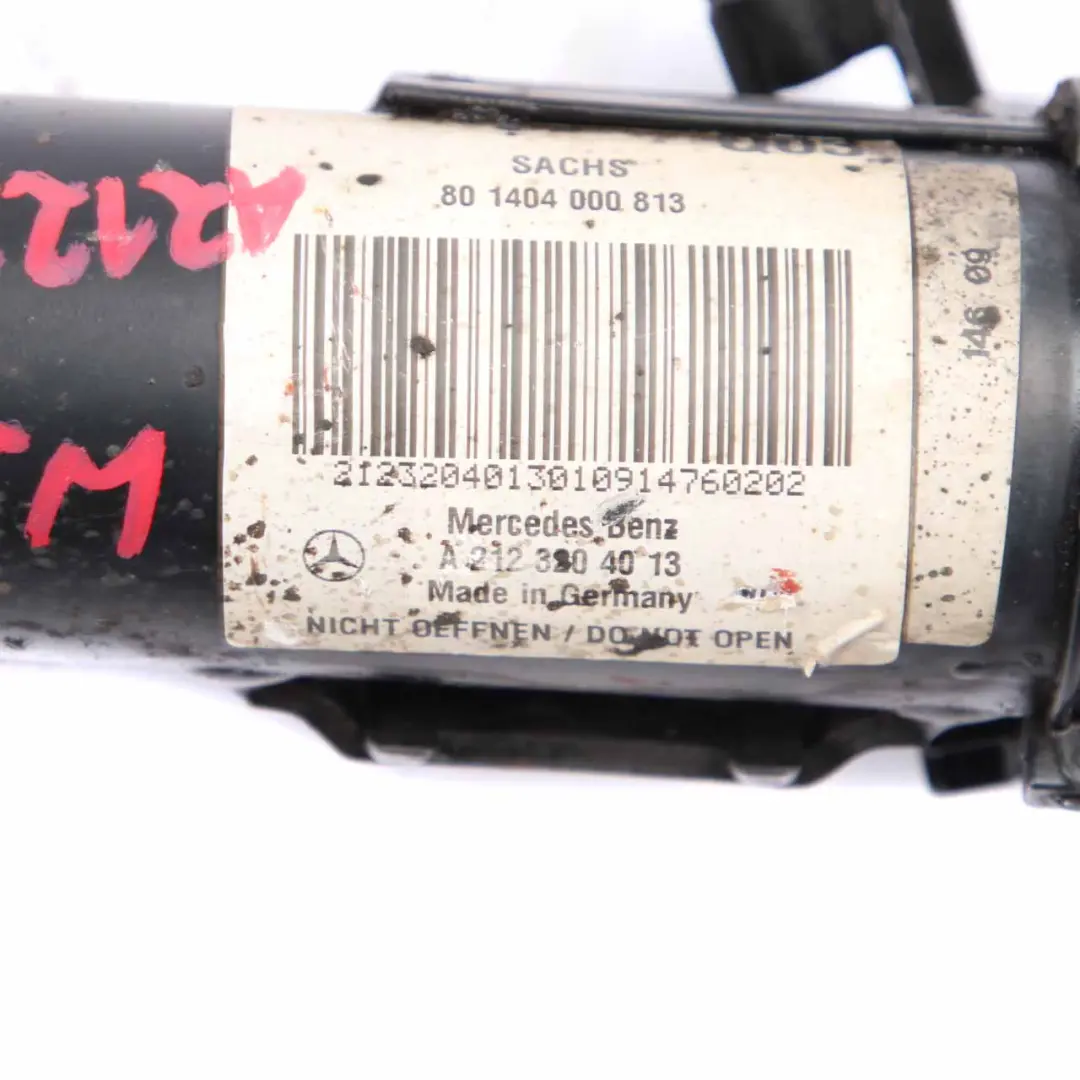 SACHS
80 1404 000 813
2123204013010914760202
Mercedes Benz
A 212 320 40 13
Made in Germany
NICHT OEFFNEN / DO NOT OPEN
146 09
A212